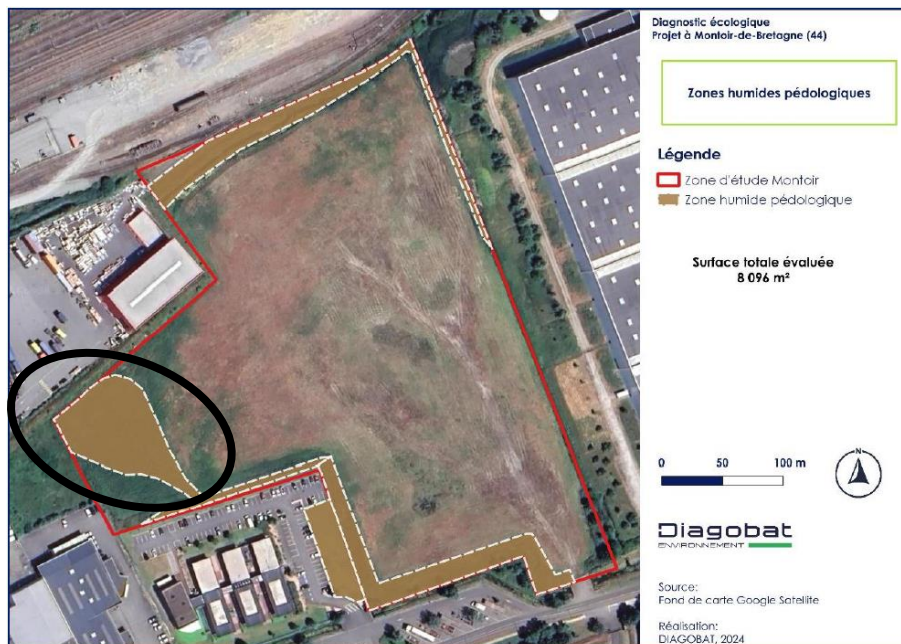 Diagnostic écologique
Projet à Montoir-de-Bretagne (44)
Zones humides pédologiques
Légende
Zone d'étude Montoir
Zone humide pédologique
Surface totale évaluée
8 096 m²
0 50 100 m
N
Diagobat
ENVIRONNEMENT
Source:
Fond de carte Google Satellite
Réalisation:
DIAGOBAT, 2024